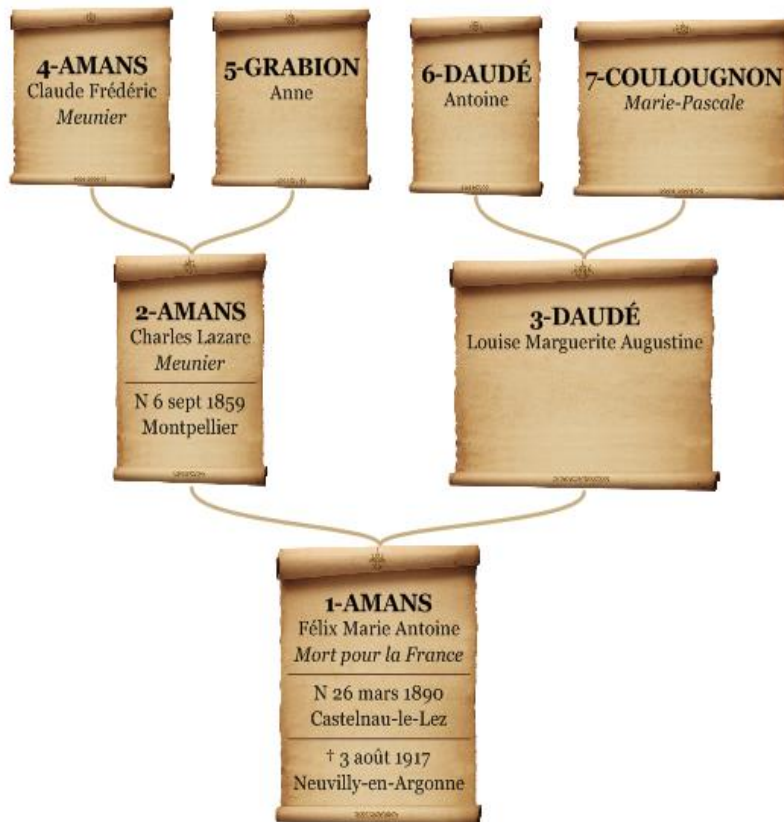 4-AMANS
Claude Frédéric
Meunier
5-GRABION
Anne
6-DAUDÉ
Antoine
7-COULOUGNON
Marie-Pascale
2-AMANS
Charles Lazare
Meunier
N 6 sept 1859
Montpellier
3-DAUDÉ
Louise Marguerite Augustine
1-AMANS
Félix Marie Antoine
Mort pour la France
N 26 mars 1890
Castelnau-le-Lez
† 3 août 1917
Neuvilly-en-Argonne